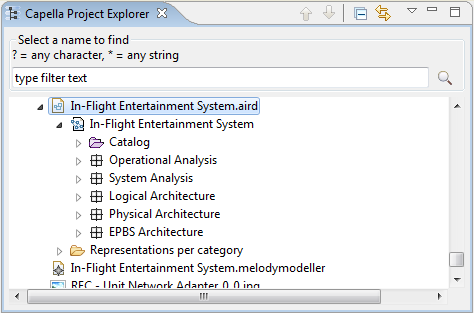 Capella Project Explorer
Select a name to find
? = any character, * = any string
type filter text
In-Flight Entertainment System.aird
In-Flight Entertainment System
Catalog
Operational Analysis
System Analysis
Logical Architecture
Physical Architecture
EPBS Architecture
Representations per category
In-Flight Entertainment System.melodymodeller
REC - Unit Network Adapter_0_0.jpg